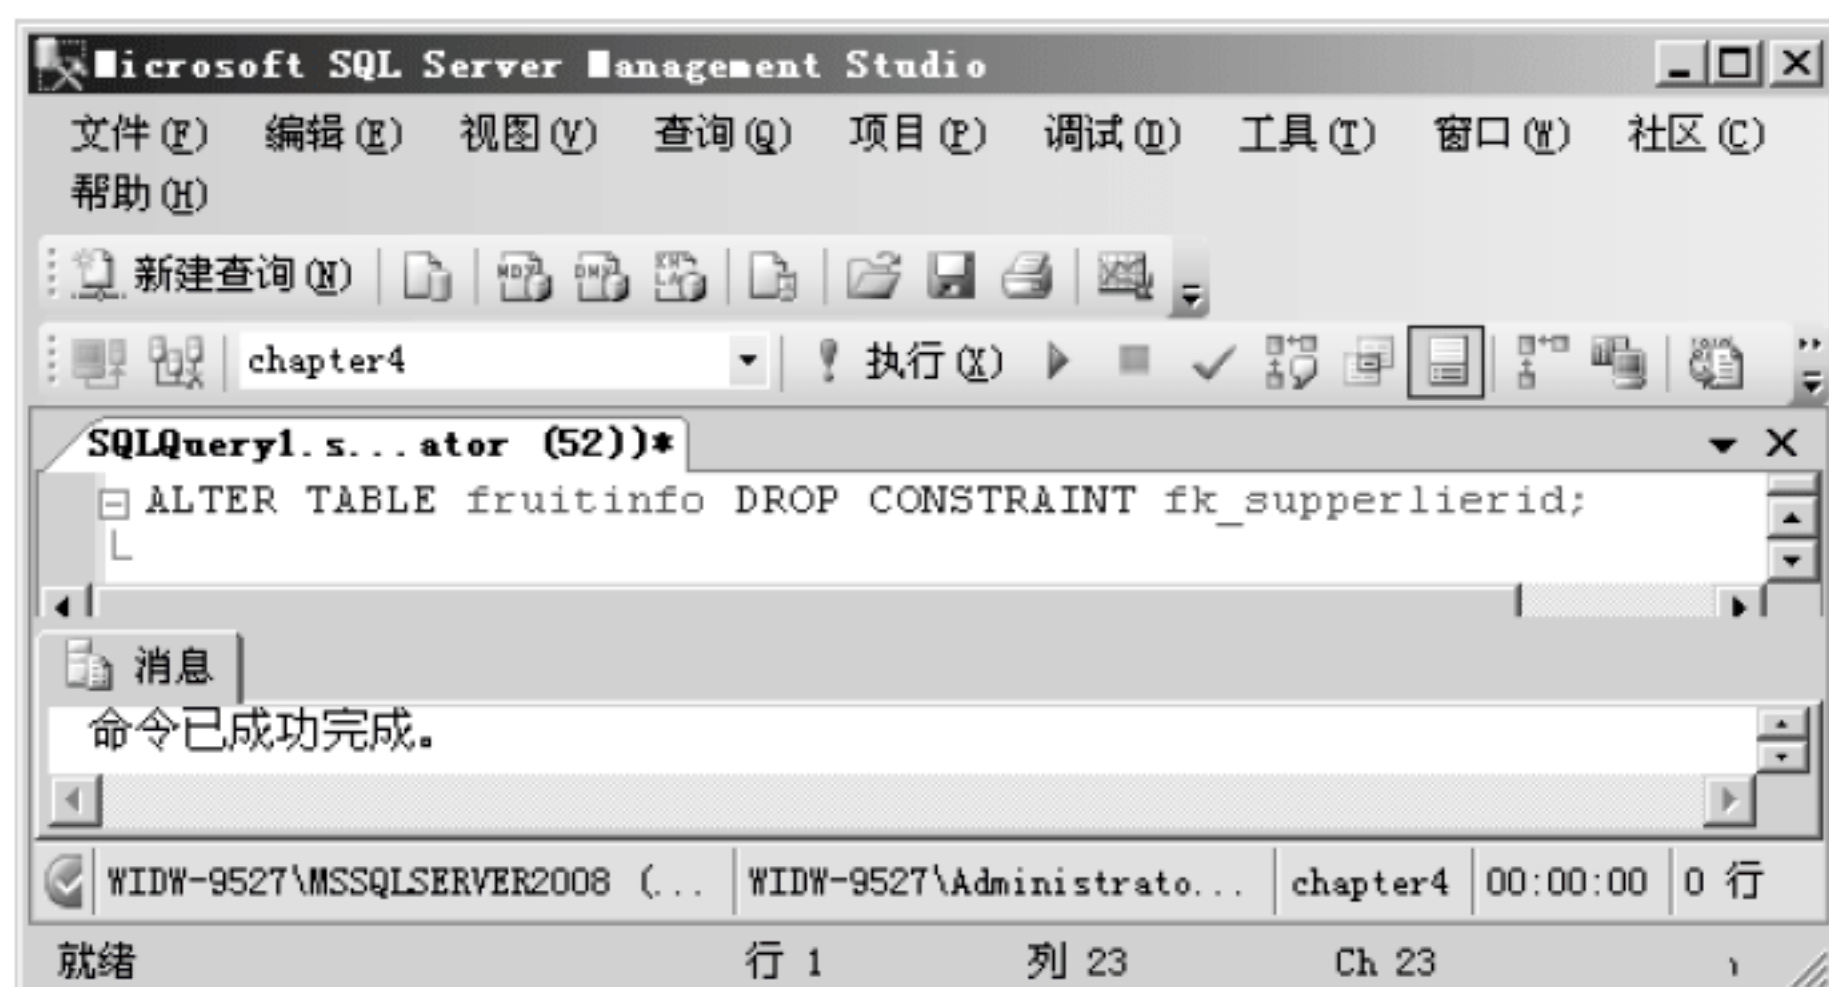 Microsoft SQL Server Management Studio
文件(F) 编辑(E) 视图(V) 查询(Q) 项目(P) 调试(D) 工具(T) 窗口(W) 社区(C)
帮助(H)
新建查询(N)
chapter4 执行(X)
SQLQuery1.s...ator (52))*
ALTER TABLE fruitinfo DROP CONSTRAINT fk_supperlierid;
消息
命令已成功完成。
WIDW-9527\MSSQLSERVER2008 (... WIDW-9527\Administrato... chapter4 00:00:00 0 行
就绪 行 1 列 23 Ch 23